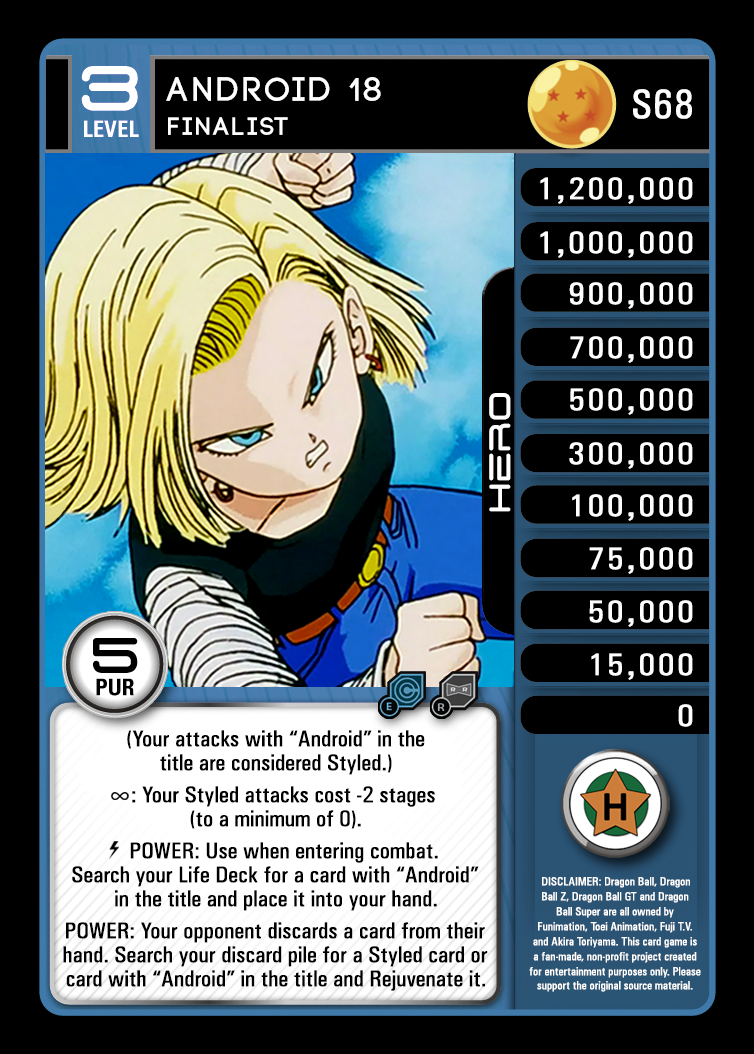 3
LEVEL
ANDROID 18
FINALIST
S68
1,200,000
1,000,000
900,000
700,000
500,000
300,000
100,000
75,000
50,000
15,000
0
HERO
5
PUR
E
R
R R
(Your attacks with “Android” in the
title are considered Styled.)
∞: Your Styled attacks cost -2 stages
(to a minimum of 0).
POWER: Use when entering combat.
Search your Life Deck for a card with “Android”
in the title and place it into your hand.
POWER: Your opponent discards a card from their
hand. Search your discard pile for a Styled card or
card with “Android” in the title and Rejuvenate it.
H
DISCLAIMER: Dragon Ball, Dragon
Ball Z, Dragon Ball GT and Dragon
Ball Super are all owned by
Funimation, Toei Animation, Fuji T.V.
and Akira Toriyama. This card game is
a fan-made, non-profit project created
for entertainment purposes only. Please
support the original source material.